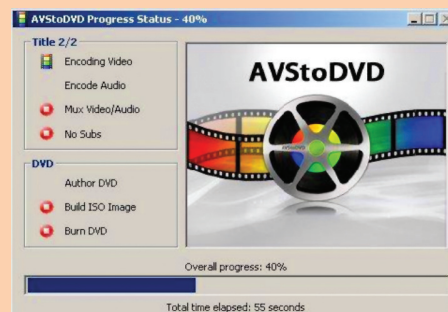 AVStoDVD Progress Status - 40%
Title 2/2
Encoding Video
Encode Audio
Mux Video/Audio
No Subs
DVD
Author DVD
Build ISO Image
Burn DVD
AVStoDVD
AVStoDVD
Overall progress: 40%
Total time elapsed: 55 seconds